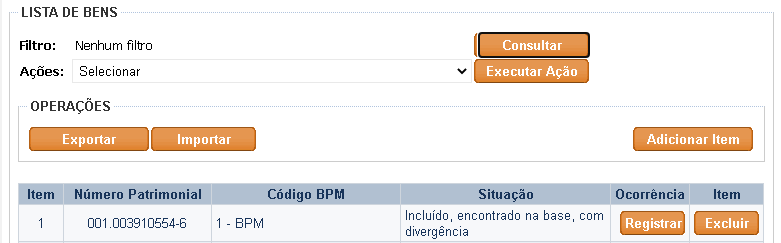 LISTA DE BENS
Filtro: Nenhum filtro Consultar
Ações: Selecionar Executar Ação
OPERAÇÕES
Exportar Importar Adicionar Item
Item Número Patrimonial Código BPM Situação Ocorrência Item
1 001.003910554-6 1 - BPM Incluído, encontrado na base, com divergência Registrar Excluir